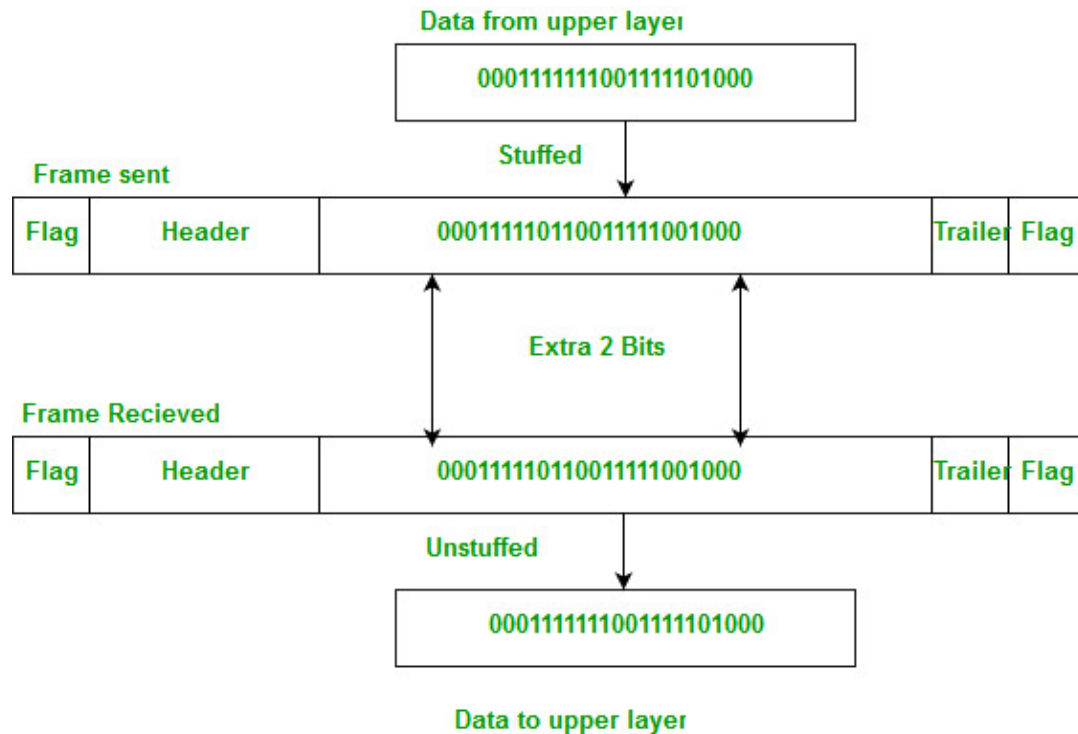 Data from upper layer
0001111111001111101000
Stuffed
Frame sent
Flag Header 000111110110011111001000 Trailer Flag
Extra 2 Bits
Frame Recieved
Flag Header 000111110110011111001000 Trailer Flag
Unstuffed
0001111111001111101000
Data to upper layer